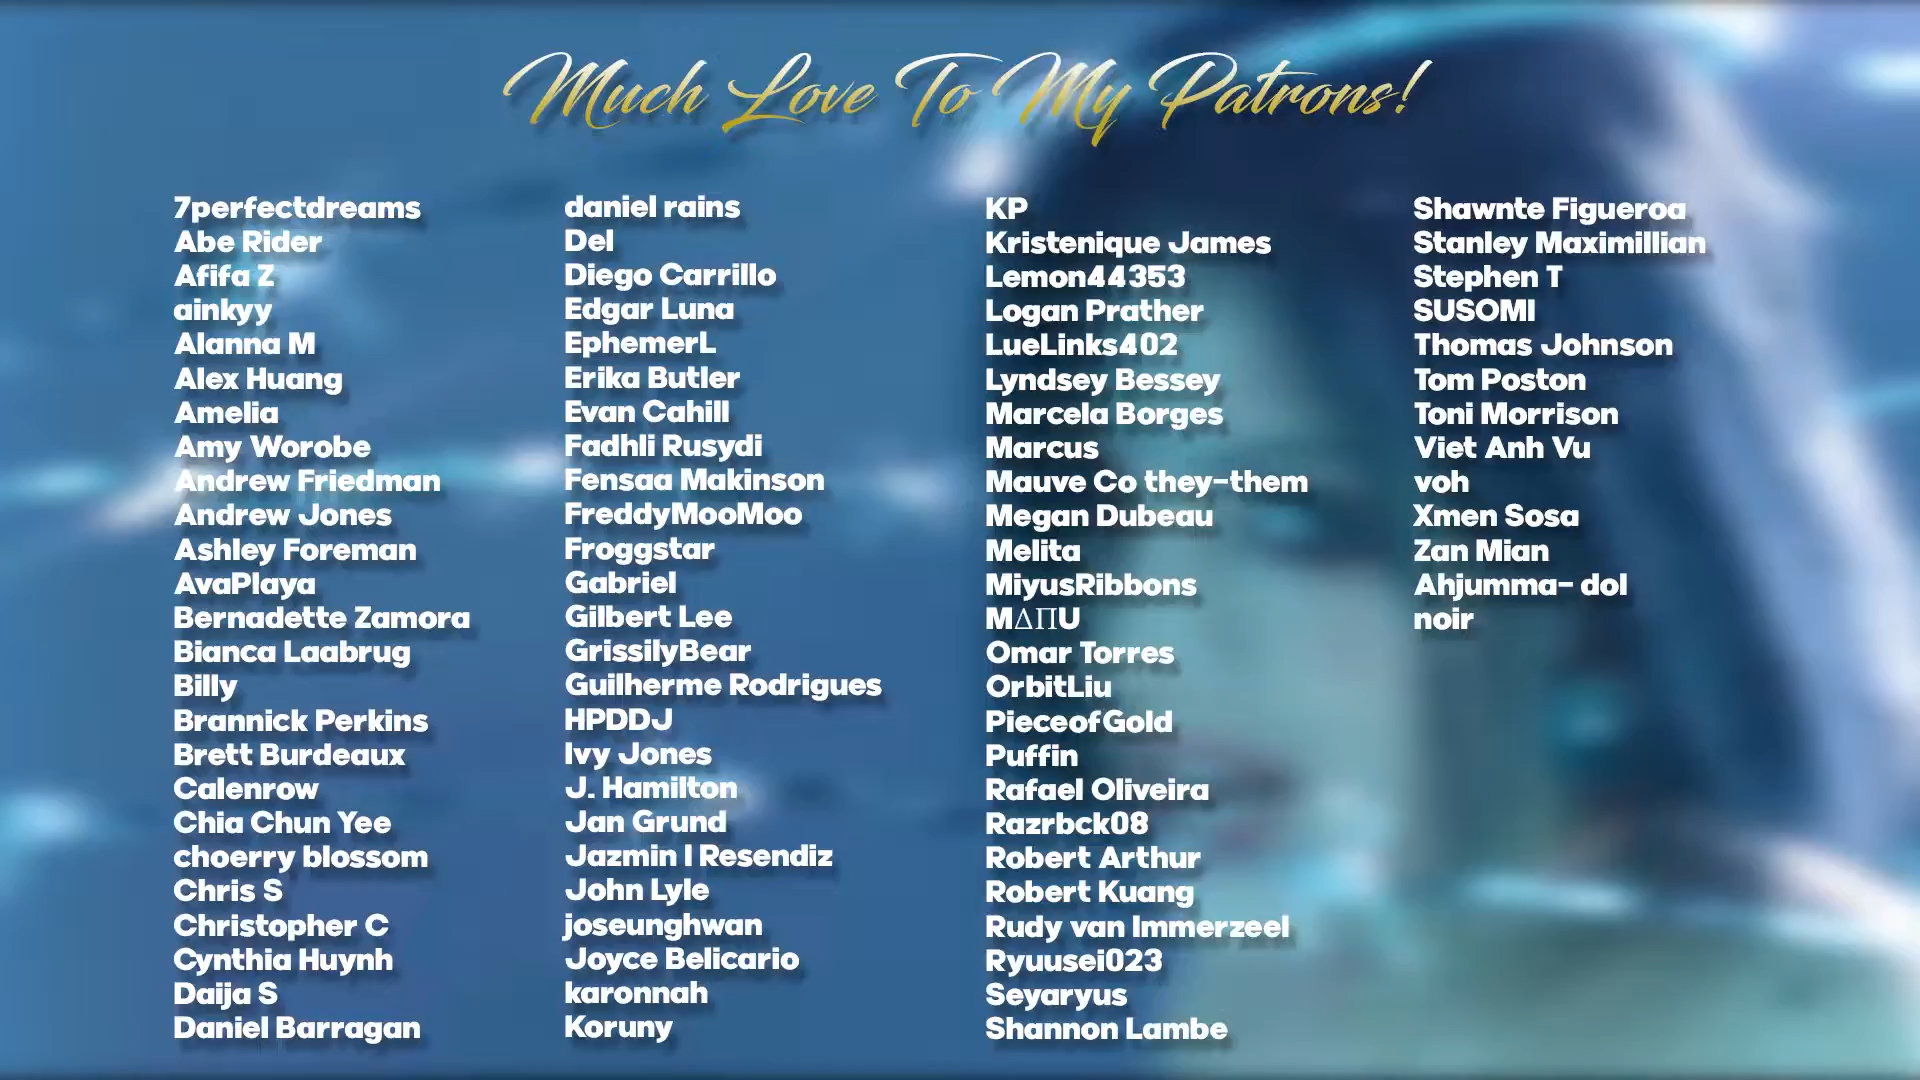 Much Love To My Patrons!
7perfectdreams
Abe Rider
Afifa Z
ainkyy
Alanna M
Alex Huang
Amelia
Amy Worobe
Andrew Friedman
Andrew Jones
Ashley Foreman
AvaPlaya
Bernadette Zamora
Bianca Laabrug
Billy
Brannick Perkins
Brett Burdeaux
Calenrow
Chia Chun Yee
choerry blossom
Chris S
Christopher C
Cynthia Huynh
Daija S
Daniel Barragan
daniel rains
Del
Diego Carrillo
Edgar Luna
EphemerL
Erika Butler
Evan Cahill
Fadhli Rusydi
Fensaa Makinson
FreddyMooMoo
Froggstar
Gabriel
Gilbert Lee
GrissilyBear
Guilherme Rodrigues
HPDDJ
Ivy Jones
J. Hamilton
Jan Grund
Jazmin I Resendiz
John Lyle
joseunghwan
Joyce Belicario
karonnah
Koruny
KP
Kristenique James
Lemon44353
Logan Prather
LueLinks402
Lyndsey Bessey
Marcela Borges
Marcus
Mauve Co they-them
Megan Dubeau
Melita
MiyusRibbons
MΔΠU
Omar Torres
OrbitLiu
PieceofGold
Puffin
Rafael Oliveira
Razrbck08
Robert Arthur
Robert Kuang
Rudy van Immerzeel
Ryuusei023
Seyaryus
Shannon Lambe
Shawnte Figueroa
Stanley Maximillian
Stephen T
SUSOMI
Thomas Johnson
Tom Poston
Toni Morrison
Viet Anh Vu
voh
Xmen Sosa
Zan Mian
Ahjumma- dol
noir